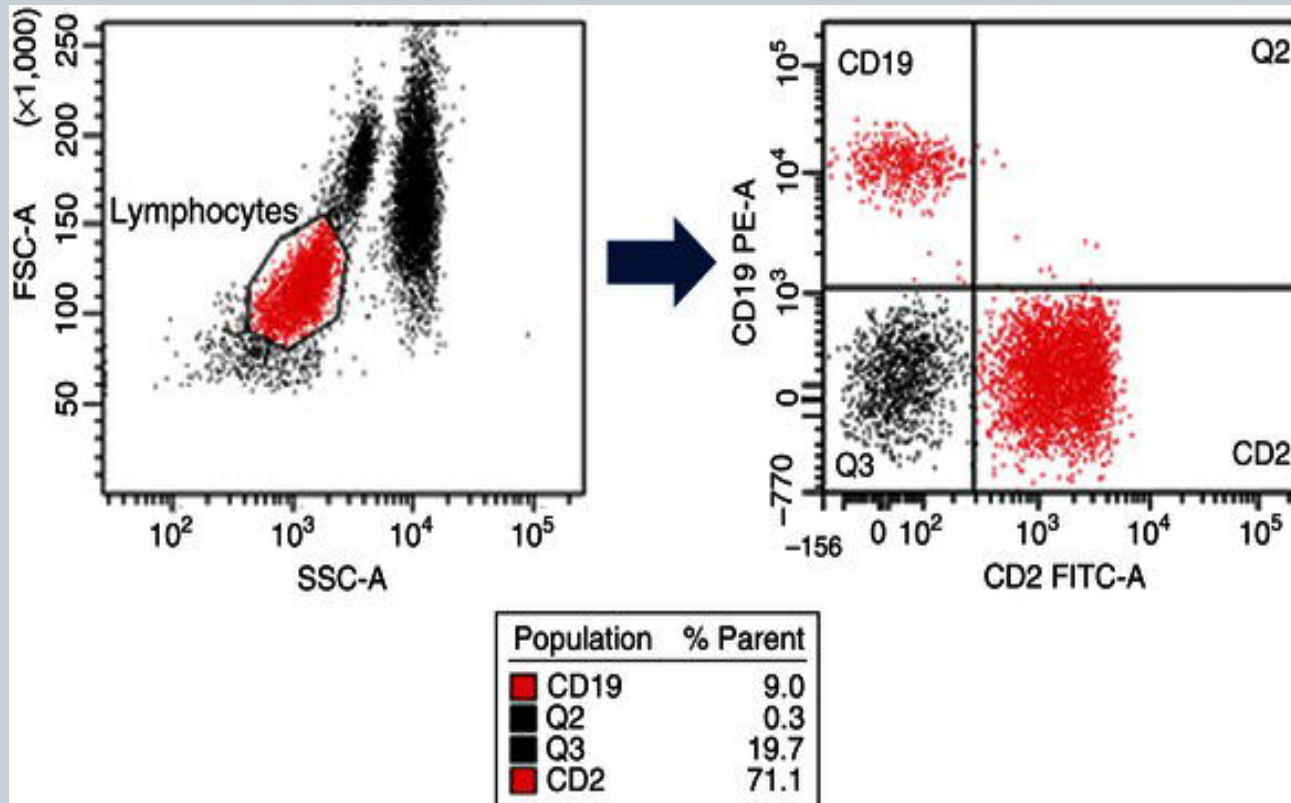 (×1,000)
250
200
150
100
50
FSC-A
Lymphocytes
10²
10³
10⁴
10⁵
SSC-A
CD19
Q2
Q3
CD2
10⁵
10⁴
10³
0
−770
CD19 PE-A
−156
0
10²
10³
10⁴
10⁵
CD2 FITC-A
Population % Parent
CD19 9.0
Q2 0.3
Q3 19.7
CD2 71.1